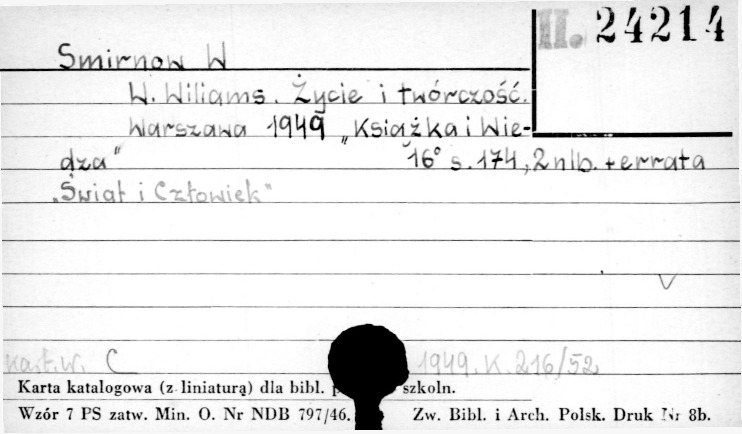 II. 24214
Smirnow W
W. Wiliams. Życie i twórczość.
Warszawa 1949 „Książka i Wie-
dza" 16° s. 174, 2 nlb. + errata
„Świat i Człowiek"
V
kat. w. C 1949. K. 216/52
Karta katalogowa (z liniaturą) dla bibl. szkoln.
Wzór 7 PS zatw. Min. O. Nr NDB 797/46. Zw. Bibl. i Arch. Polsk. Druk Nr 8b.